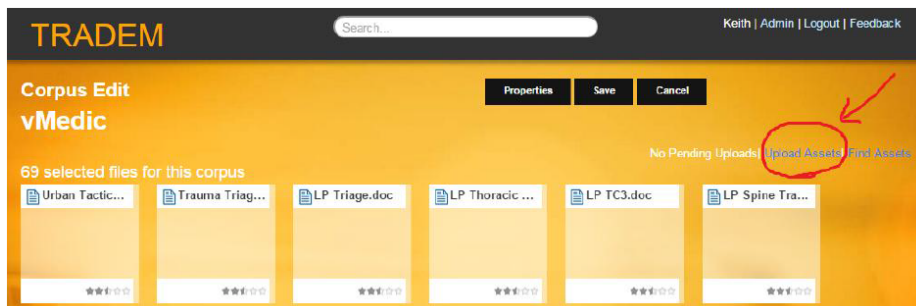 TRADEM
Search...
Keith | Admin | Logout | Feedback
Corpus Edit
Properties
Save
Cancel
vMedic
No Pending Uploads| Upload Assets| Find Assets
69 selected files for this corpus
Urban Tactic...
Trauma Triag...
LP Triage.doc
LP Thoracic ...
LP TC3.doc
LP Spine Tra...